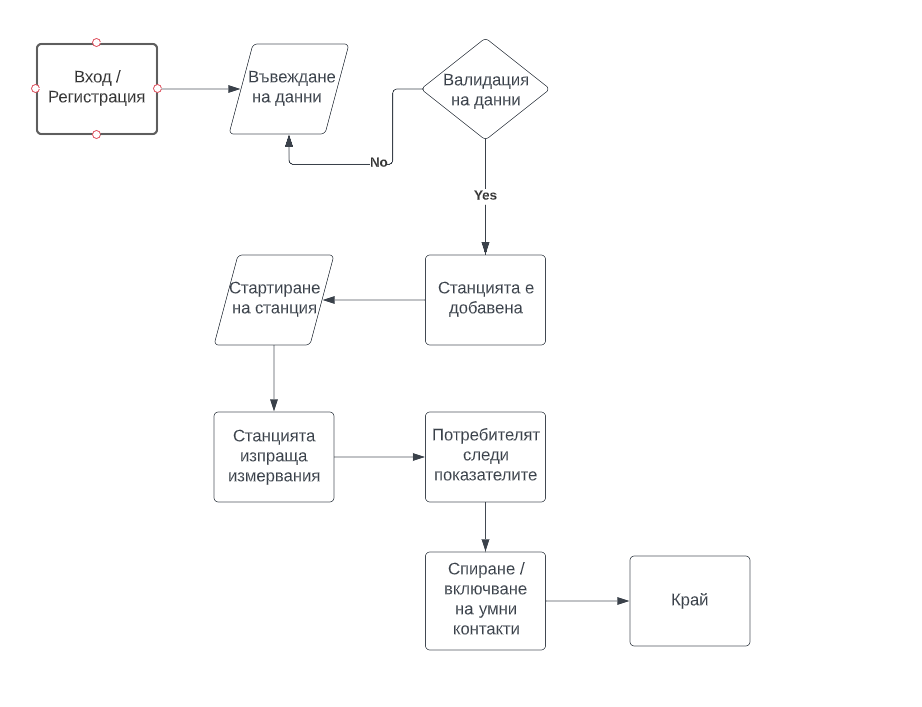 Вход /
Регистрация
Въвеждане
на данни
Валидация
на данни
No
Yes
Стартиране
на станция
Станцията е
добавена
Станцията
изпраща
измервания
Потребителят
следи
показателите
Спиране /
включване
на умни
контакти
Край